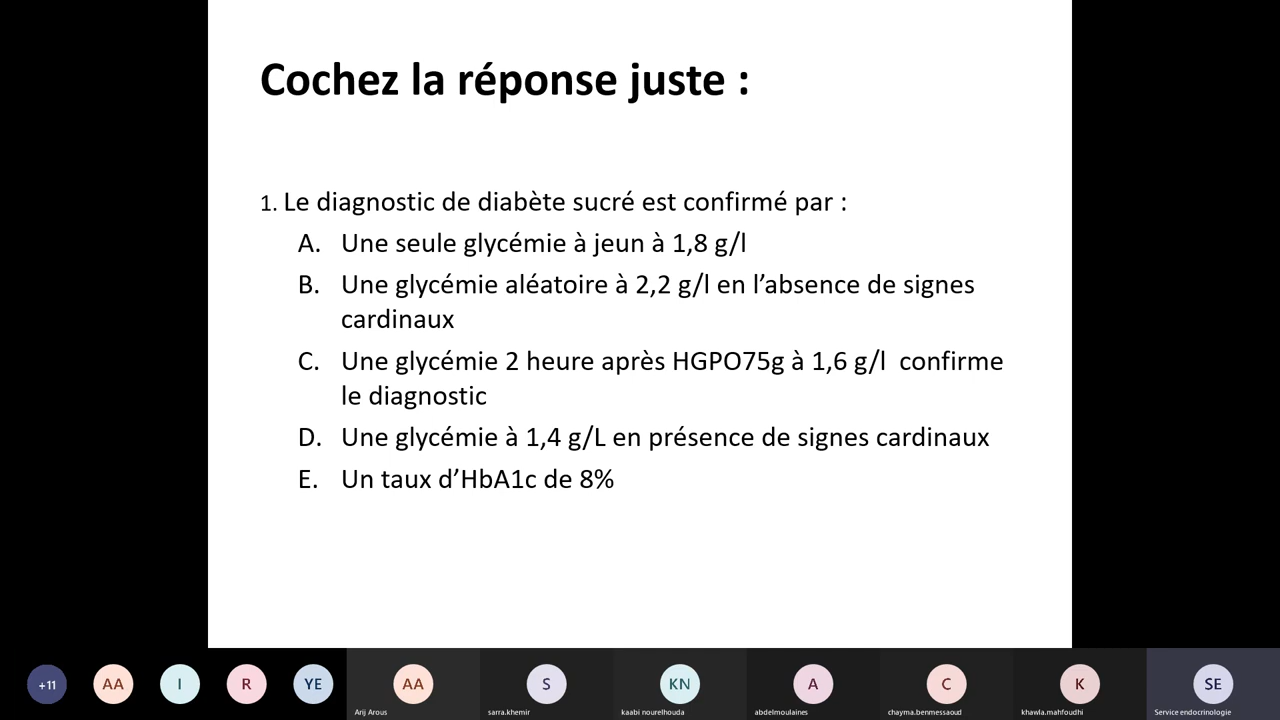 Cochez la réponse juste :
1. Le diagnostic de diabète sucré est confirmé par :
A. Une seule glycémie à jeun à 1,8 g/l
B. Une glycémie aléatoire à 2,2 g/l en l’absence de signes
cardinaux
C. Une glycémie 2 heure après HGPO75g à 1,6 g/l  confirme
le diagnostic
D. Une glycémie à 1,4 g/L en présence de signes cardinaux
E. Un taux d’HbA1c de 8%
+11 AA I R YE AA S KN A C K SE
Arij Arous sarra.khemir kaabi nourelhouda abdelmoulaines chayma.benmessaoud khawla.mahfoudhi Service endocrinologie